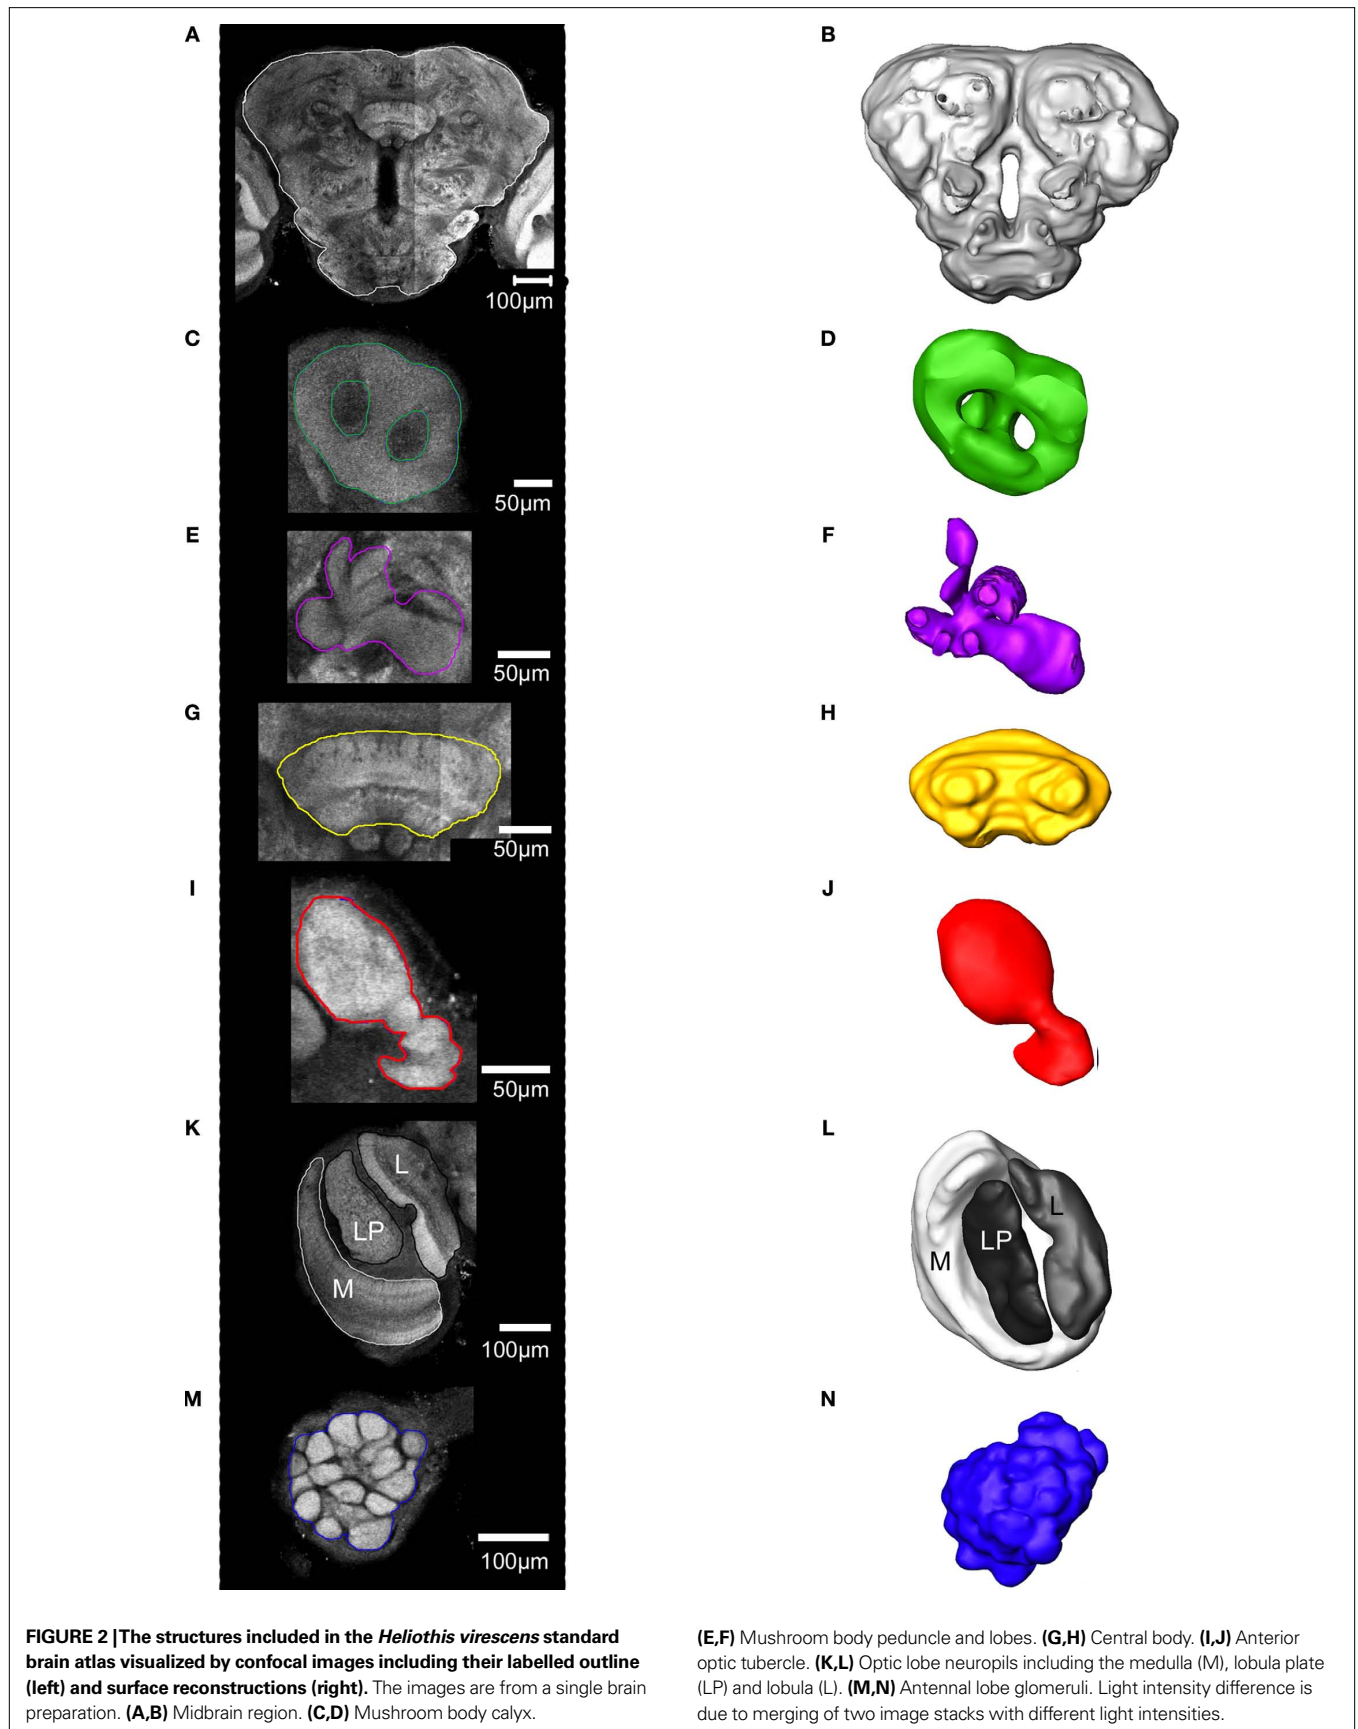 A
B
100µm
C
D
50µm
E
F
50µm
G
H
50µm
I
J
50µm
K
L
L
LP
M
100µm
L
LP
M
M
N
100µm
FIGURE 2 | The structures included in the Heliothis virescens standard
brain atlas visualized by confocal images including their labelled outline
(left) and surface reconstructions (right). The images are from a single brain
preparation. (A,B) Midbrain region. (C,D) Mushroom body calyx.
(E,F) Mushroom body peduncle and lobes. (G,H) Central body. (I,J) Anterior
optic tubercle. (K,L) Optic lobe neuropils including the medulla (M), lobula plate
(LP) and lobula (L). (M,N) Antennal lobe glomeruli. Light intensity difference is
due to merging of two image stacks with different light intensities.